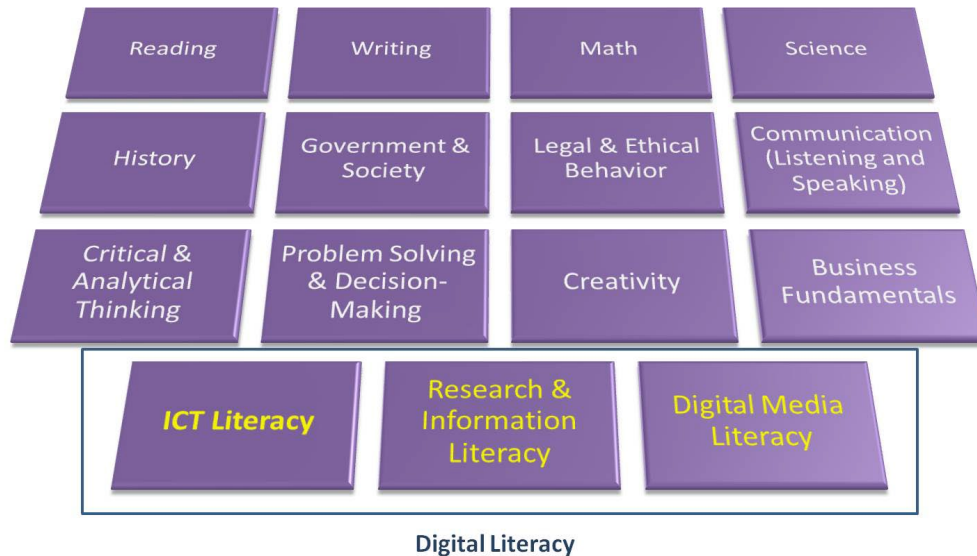 Reading
Writing
Math
Science
History
Government &
Society
Legal & Ethical
Behavior
Communication
(Listening and
Speaking)
Critical &
Analytical
Thinking
Problem Solving
& Decision-
Making
Creativity
Business
Fundamentals
ICT Literacy
Research &
Information
Literacy
Digital Media
Literacy
Digital Literacy